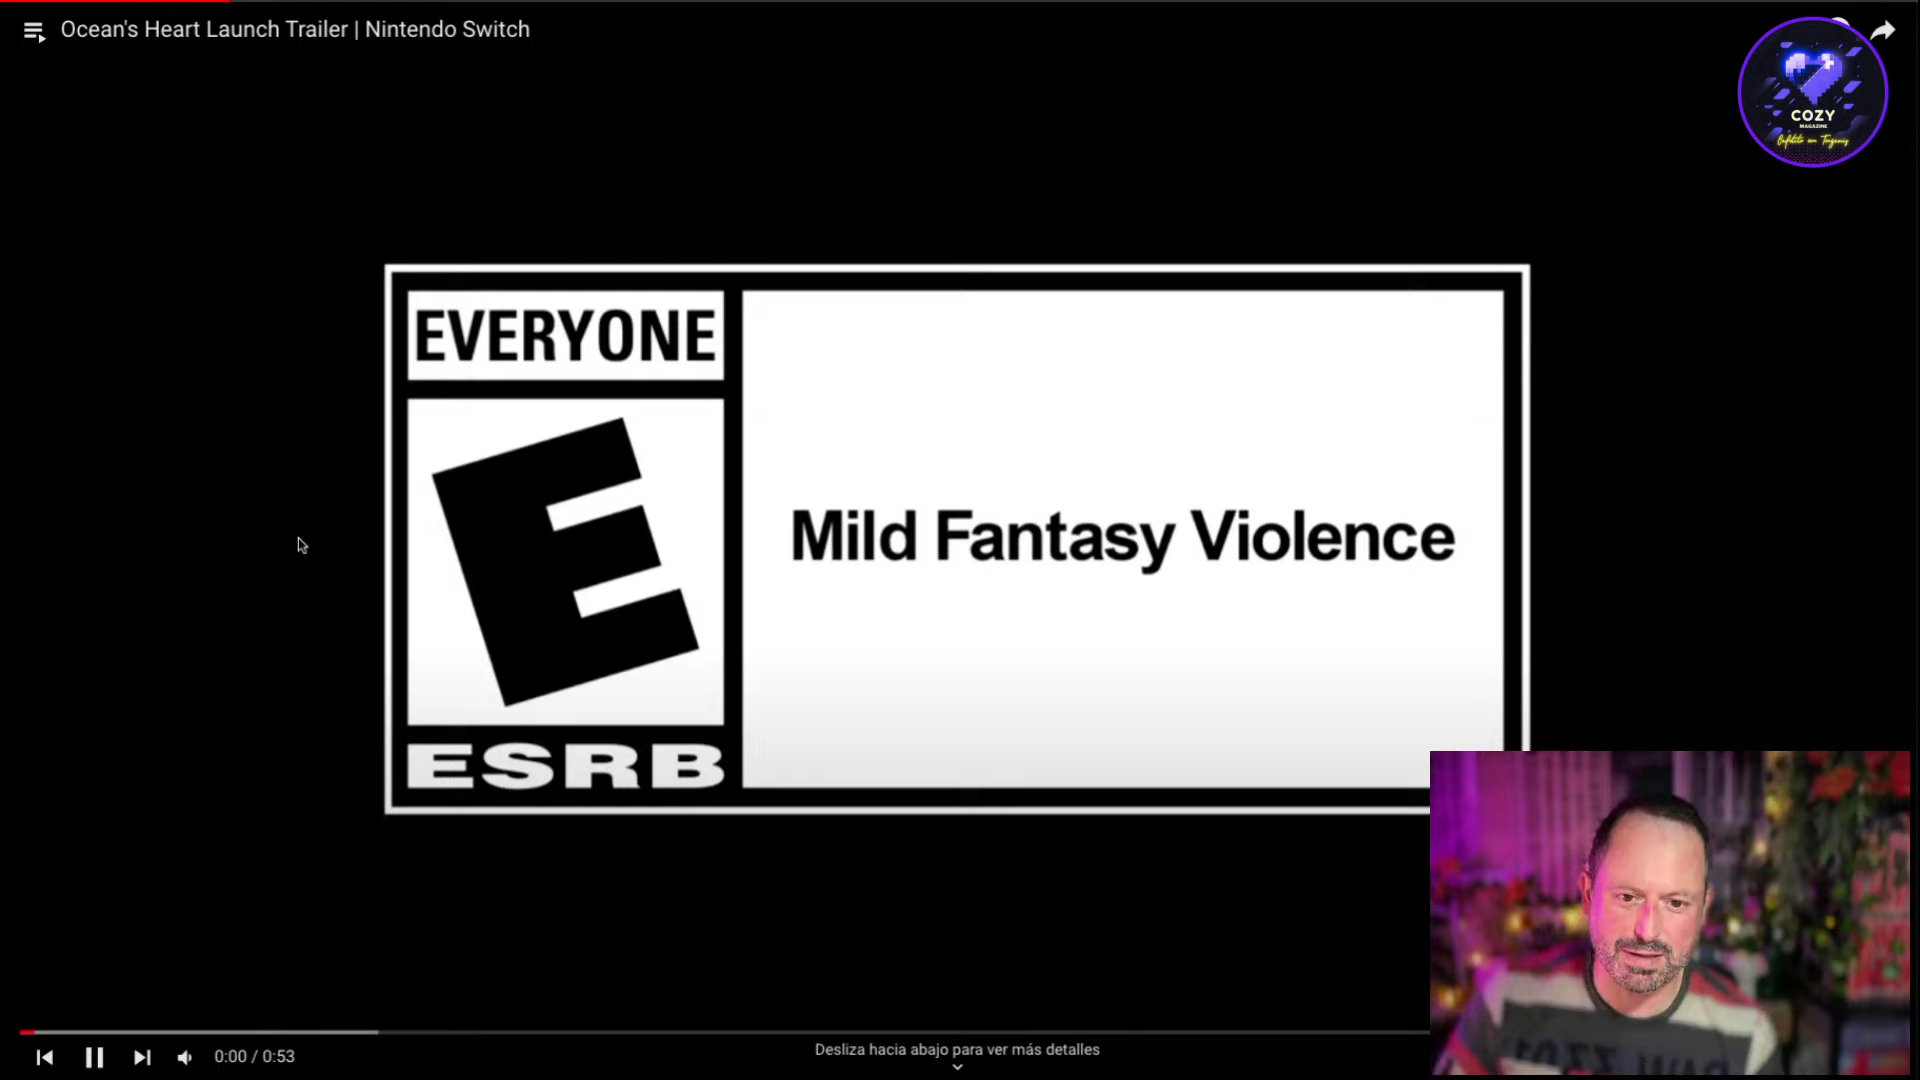 Ocean's Heart Launch Trailer | Nintendo Switch
COZY
MAGAZINE
EVERYONE
E
Mild Fantasy Violence
ESRB
0:00 / 0:53
Desliza hacia abajo para ver más detalles